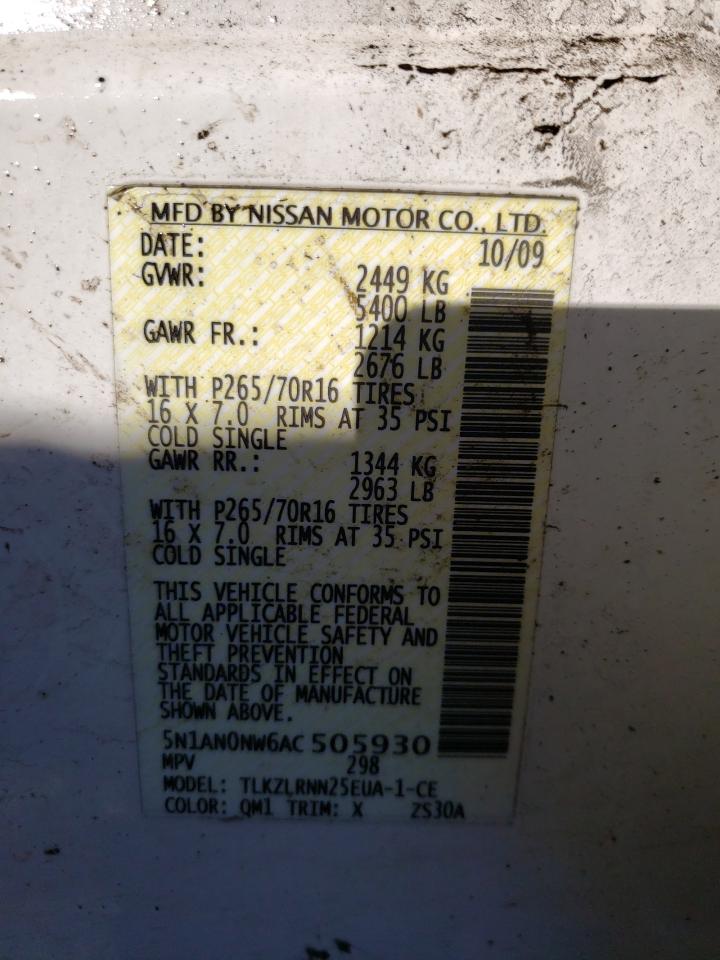 MFD BY NISSAN MOTOR CO., LTD.
DATE: 10/09
GVWR: 2449 KG
5400 LB
GAWR FR.: 1214 KG
2676 LB
WITH P265/70R16 TIRES
16 X 7.0 RIMS AT 35 PSI
COLD SINGLE
GAWR RR.: 1344 KG
2963 LB
WITH P265/70R16 TIRES
16 X 7.0 RIMS AT 35 PSI
COLD SINGLE
THIS VEHICLE CONFORMS TO
ALL APPLICABLE FEDERAL
MOTOR VEHICLE SAFETY AND
THEFT PREVENTION
STANDARDS IN EFFECT ON
THE DATE OF MANUFACTURE
SHOWN ABOVE.
5N1AN0NW6AC505930
MPV 298
MODEL: TLKZLRNN25EUA-1-CE
COLOR: QM1 TRIM: X ZS30A